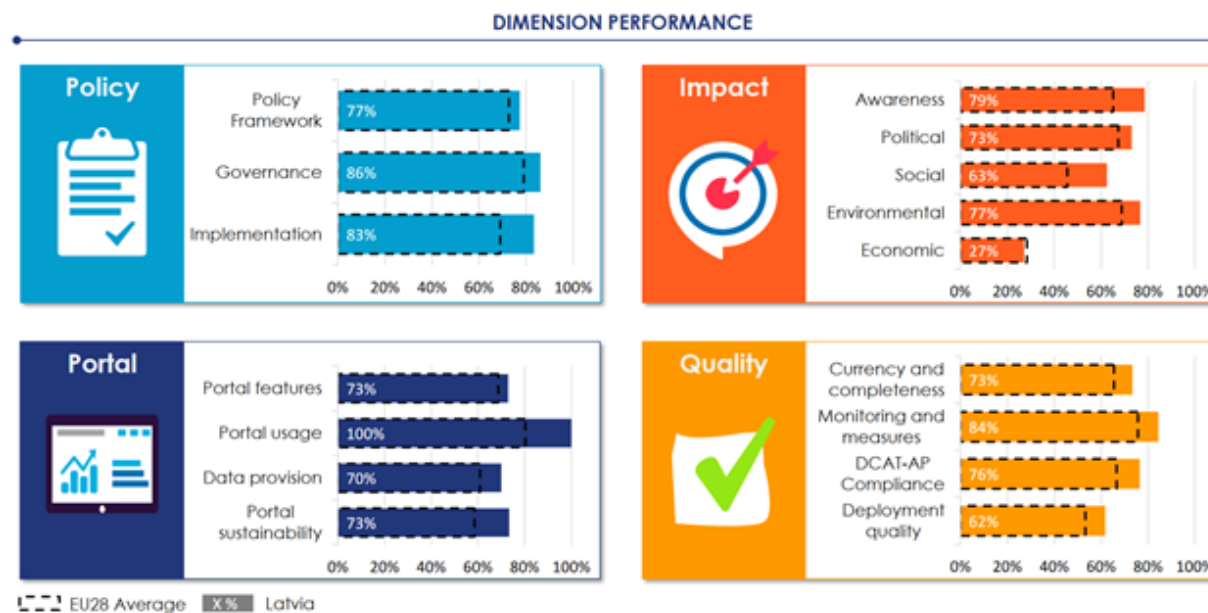 DIMENSION PERFORMANCE
Policy
Policy
Framework
77%
Governance
86%
Implementation
83%
0% 20% 40% 60% 80% 100%
Impact
Awareness
79%
Political
73%
Social
63%
Environmental
77%
Economic
27%
0% 20% 40% 60% 80% 100%
Portal
Portal features
73%
Portal usage
100%
Data provision
70%
Portal
sustainability
73%
0% 20% 40% 60% 80% 100%
Quality
Currency and
completeness
73%
Monitoring and
measures
84%
DCAT-AP
Compliance
76%
Deployment
quality
62%
0% 20% 40% 60% 80% 100%
EU28 Average X % Latvia